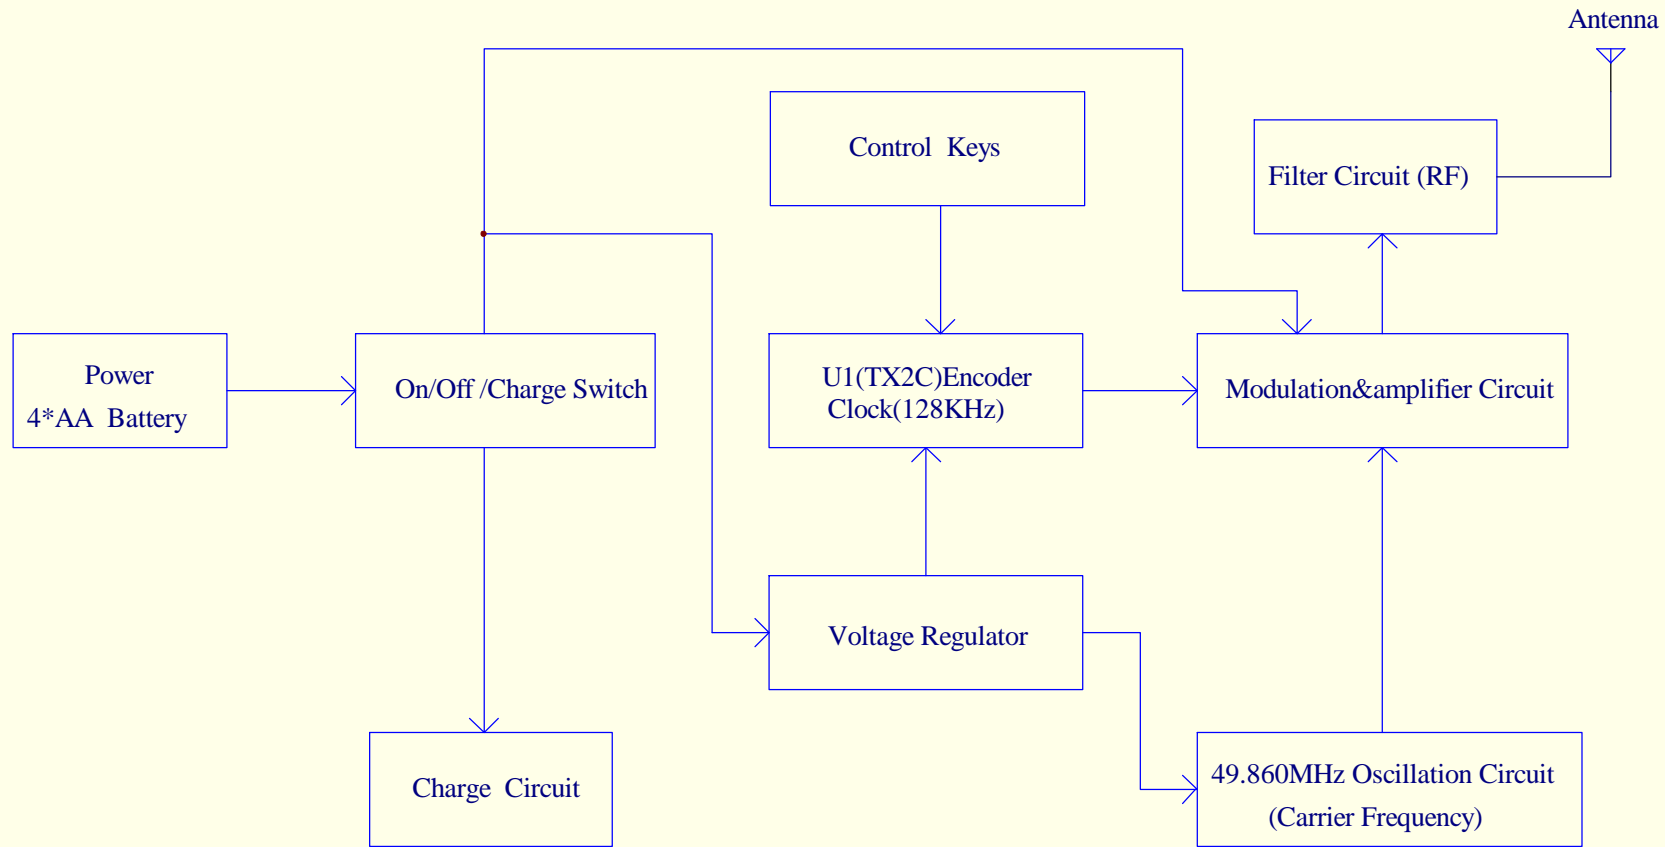 Antenna
Control Keys
Filter Circuit (RF)
Power
4*AA Battery
On/Off /Charge Switch
U1(TX2C)Encoder
Clock(128KHz)
Modulation&amplifier Circuit
Voltage Regulator
Charge Circuit
49.860MHz Oscillation Circuit
(Carrier Frequency)